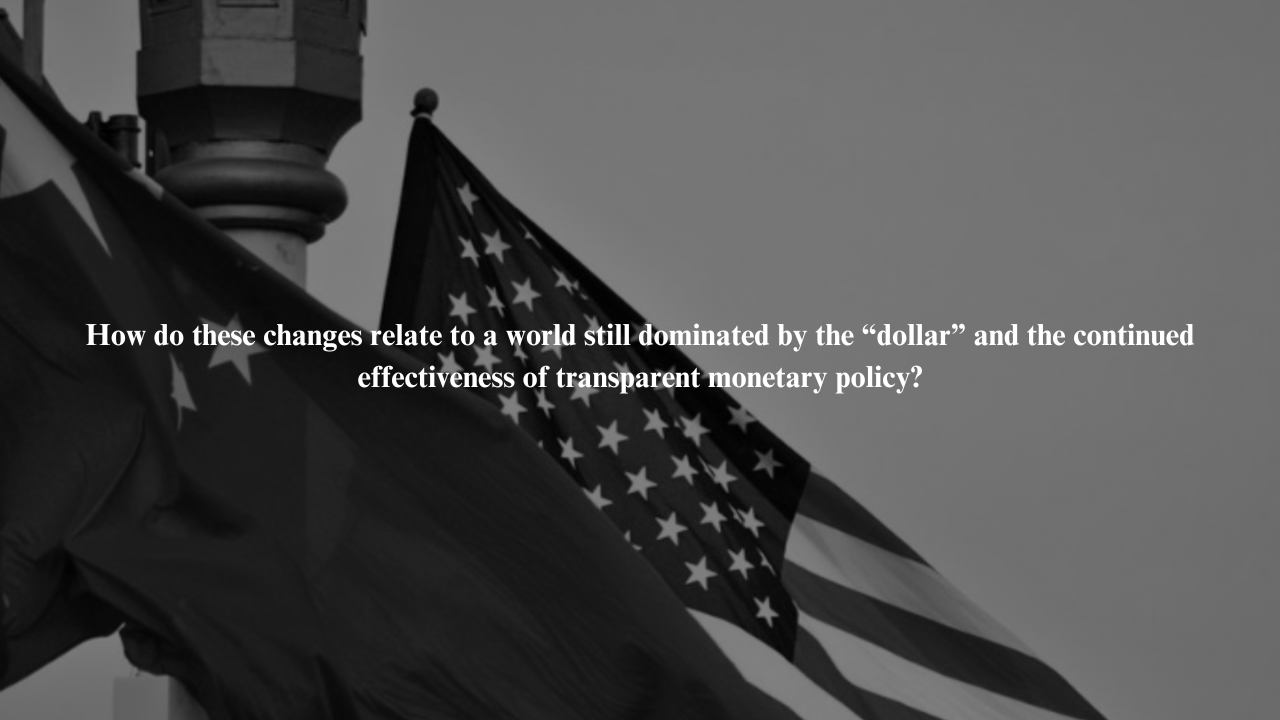 How do these changes relate to a world still dominated by the “dollar” and the continued
effectiveness of transparent monetary policy?